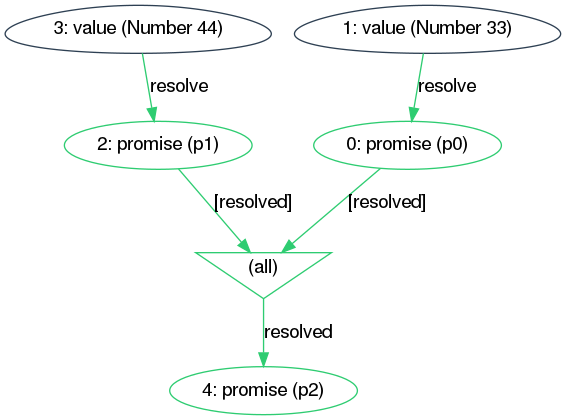 3: value (Number 44)
1: value (Number 33)
resolve
resolve
2: promise (p1)
0: promise (p0)
[resolved]
[resolved]
(all)
resolved
4: promise (p2)